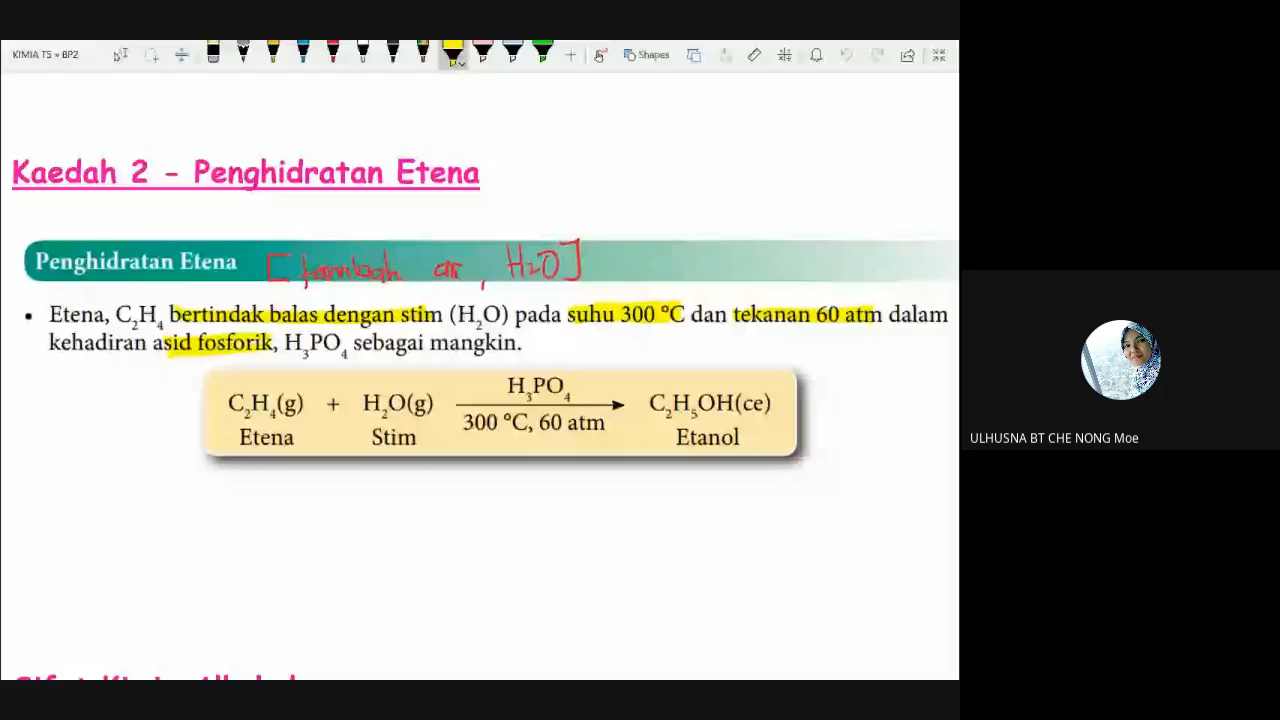 KIMIA T5 » BP2
Shapes
Kaedah 2 - Penghidratan Etena
Penghidratan Etena [tambah air, H₂O]
• Etena, C₂H₄ bertindak balas dengan stim (H₂O) pada suhu 300 °C dan tekanan 60 atm dalam
kehadiran asid fosforik, H₃PO₄ sebagai mangkin.
C₂H₄(g) + H₂O(g) H₃PO₄ C₂H₅OH(ce)
300 °C, 60 atm
Etena Stim Etanol
ULHUSNA BT CHE NONG Moe